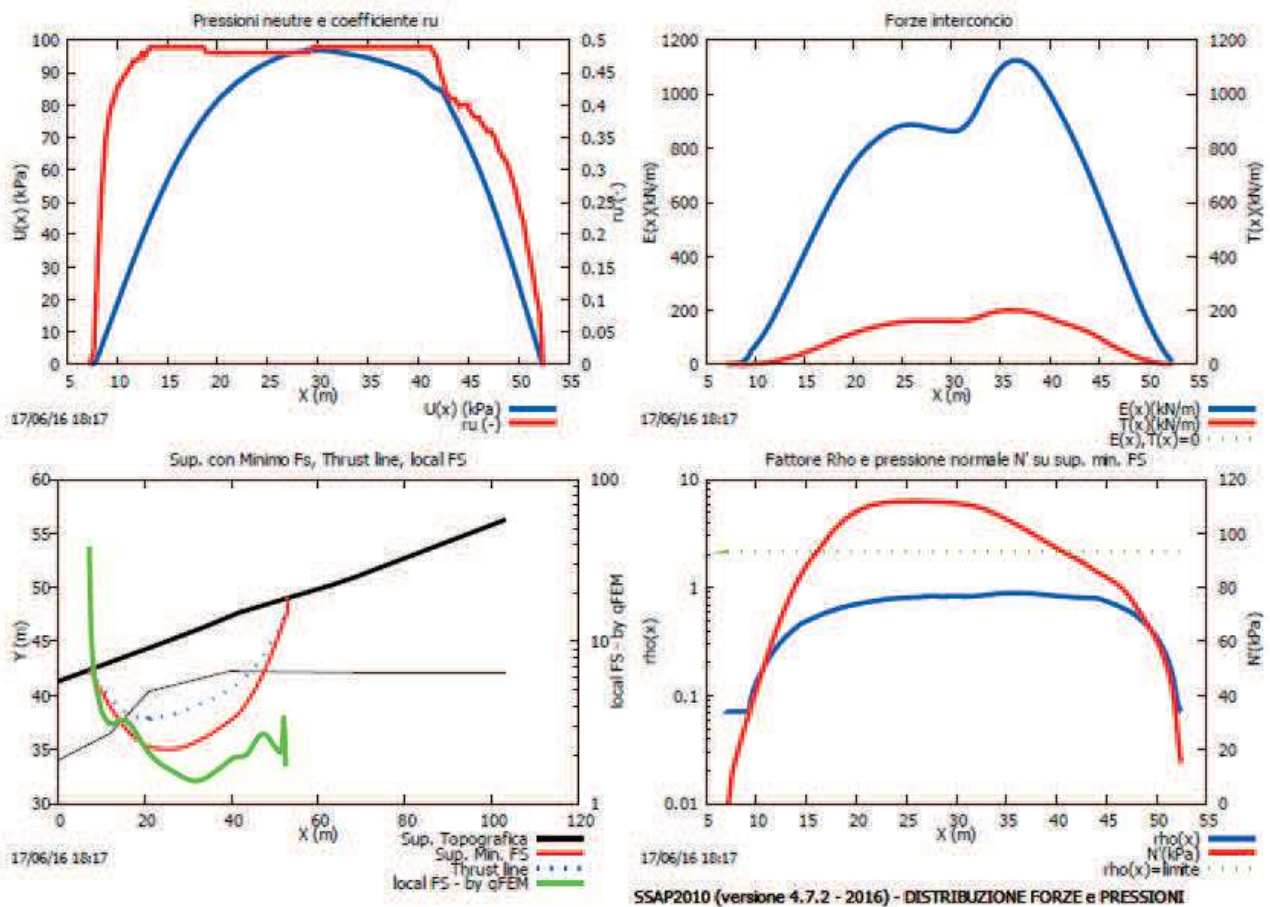 Pressioni neutre e coefficiente ru
100
90
80
70
60
50
40
30
20
10
0
U(x) (kPa)
0.5
0.45
0.4
0.35
0.3
0.25
0.2
0.15
0.1
0.05
0
ru (-)
5 10 15 20 25 30 35 40 45 50 55
X (m)
17/06/16 18:17
U(x) (kPa)
ru (-)
Forze interconcio
1200
1000
800
600
400
200
0
E(x)(kN/m)
1200
1000
800
600
400
200
0
T(x)(kN/m)
5 10 15 20 25 30 35 40 45 50 55
X (m)
17/06/16 18:17
E(x)(kN/m)
T(x)(kN/m)
E(x),T(x)=0
Sup. con Minimo Fs, Thrust line, local FS
60
55
50
45
40
35
30
Y (m)
100
10
1
local FS - by qFEM
0 20 40 60 80 100 120
X (m)
17/06/16 18:17
Sup. Topografica
Sup. Min. FS
Thrust line
local FS - by qFEM
Fattore Rho e pressione normale N' su sup. min. FS
10
1
0.1
0.01
rho(x)
120
100
80
60
40
20
0
N'(kPa)
5 10 15 20 25 30 35 40 45 50 55
X (m)
17/06/16 18:17
rho(x)
N'(kPa)
rho(x)=limite
SSAP2010 (versione 4.7.2 - 2016) - DISTRIBUZIONE FORZE e PRESSIONI